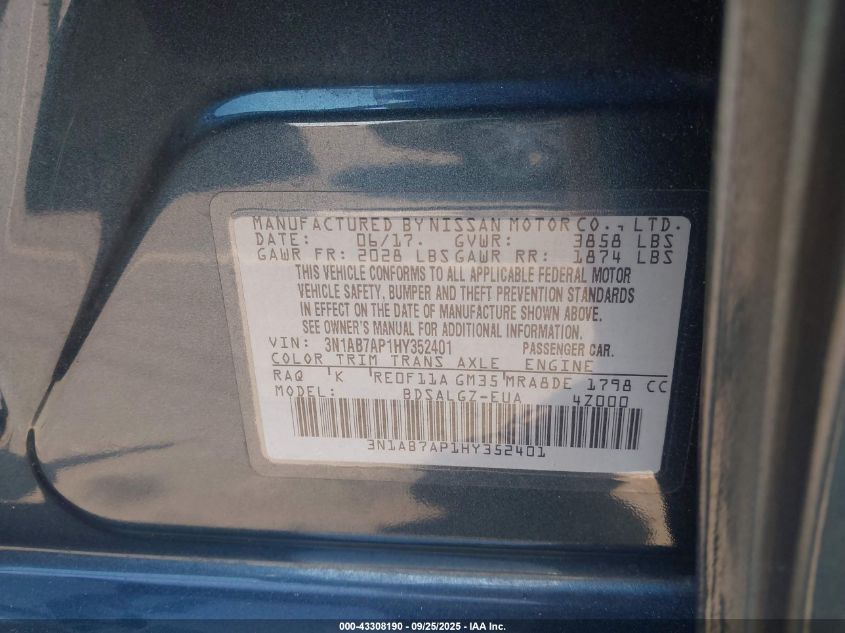 MANUFACTURED BY NISSAN MOTOR CO., LTD.
DATE: 06/17. GVWR: 3858 LBS
GAWR FR: 2028 LBS GAWR RR: 1874 LBS
THIS VEHICLE CONFORMS TO ALL APPLICABLE FEDERAL MOTOR
VEHICLE SAFETY, BUMPER AND THEFT PREVENTION STANDARDS
IN EFFECT ON THE DATE OF MANUFACTURE SHOWN ABOVE.
SEE OWNER'S MANUAL FOR ADDITIONAL INFORMATION.
VIN: 3N1AB7AP1HY352401 PASSENGER CAR.
COLOR TRIM TRANS AXLE ENGINE
RAQ K RE0F11A GM35 MRA8DE 1798 CC
MODEL: BDSALGZ-EUA 4Z000
3N1AB7AP1HY352401
000-43308190 - 09/25/2025 - IAA Inc.